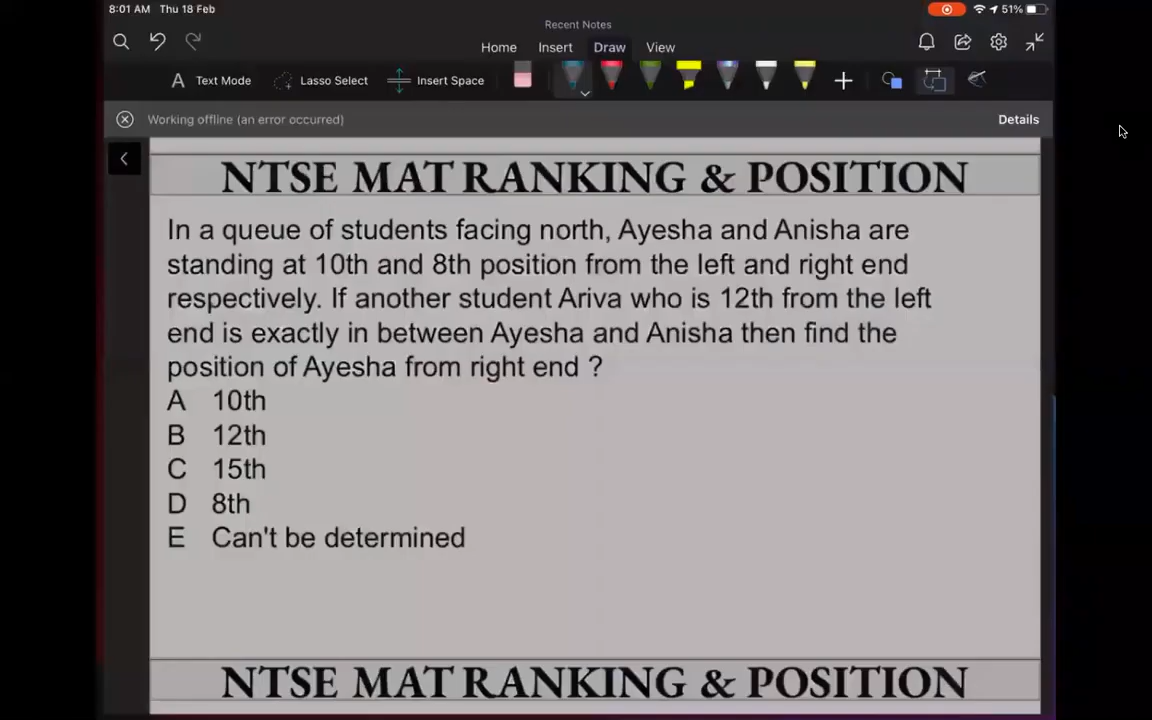 8:01 AM Thu 18 Feb
51%
Recent Notes
Home Insert Draw View
A Text Mode Lasso Select Insert Space
Working offline (an error occurred) Details
NTSE MAT RANKING & POSITION
In a queue of students facing north, Ayesha and Anisha are
standing at 10th and 8th position from the left and right end
respectively. If another student Ariva who is 12th from the left
end is exactly in between Ayesha and Anisha then find the
position of Ayesha from right end ?
A 10th
B 12th
C 15th
D 8th
E Can't be determined
NTSE MAT RANKING & POSITION